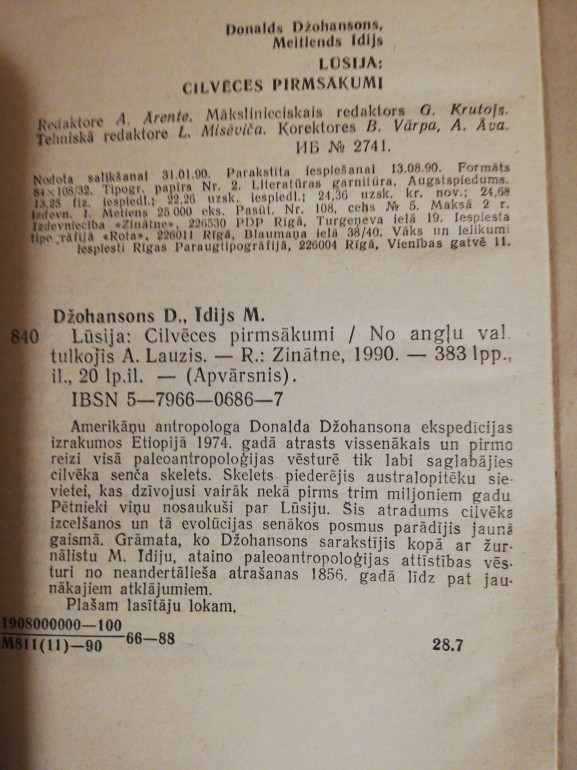 Donalds Džohansons,
Meitlends Idijs
LŪSIJA:
CILVĒCES PIRMSĀKUMI
Redaktore A. Arente. Mākslinieciskais redaktors G. Krutojs.
Tehniskā redaktore L. Misēviča. Korektores B. Vārpa, A. Ava.
ИБ № 2741.
Nodota salikšanai 31.01.90. Parakstīta iespiešanai 13.08.90. Formāts
84×108/32. Tipogr. papīrs Nr. 2. Literatūras garnitūra. Augstspiedums.
13,25 fiz. iespiedl.; 22,26 uzsk. iespiedl.; 24,36 uzsk. kr. nov.; 24,68
izdevn. l. Metiens 25 000 eks. Pasūt. Nr. 108, cehs № 5. Maksā 2 r.
Izdevniecība «Zinātne», 226530 PDP Rīgā, Turgeņeva ielā 19. Iespiesta
tipogrāfijā «Rota», 226011 Rīgā, Blaumaņa ielā 38/40. Vāks un ielikumi
iespiesti Rīgas Paraugtipogrāfijā, 226004 Rīgā, Vienības gatvē 11.
Džohansons D., Idijs M.
840 Lūsija: Cilvēces pirmsākumi / No angļu val.
tulkojis A. Lauzis. — R.: Zinātne, 1990. — 383 lpp.,
il., 20 lp.il. — (Apvārsnis).
IBSN 5—7966—0686—7
Amerikāņu antropologa Donalda Džohansona ekspedīcijas
izrakumos Etiopijā 1974. gadā atrasts vissenākais un pirmo
reizi visā paleoantropoloģijas vēsturē tik labi saglabājies
cilvēka senča skelets. Skelets piederējis australopitēku sie-
vietei, kas dzīvojusi vairāk nekā pirms trim miljoniem gadu
Pētnieki viņu nosaukuši par Lūsiju. Šis atradums cilvēka
izcelšanos un tā evolūcijas senākos posmus parādījis jaunā
gaismā. Grāmata, ko Džohansons sarakstījis kopā ar žur-
nālistu M. Idiju, ataino paleoantropoloģijas attīstības vēs-
turi no neandertālieša atrašanas 1856. gadā līdz pat jau-
nākajiem atklājumiem.
Plašam lasītāju lokam.
1908000000—100
M811(11)—90 66—88
28.7